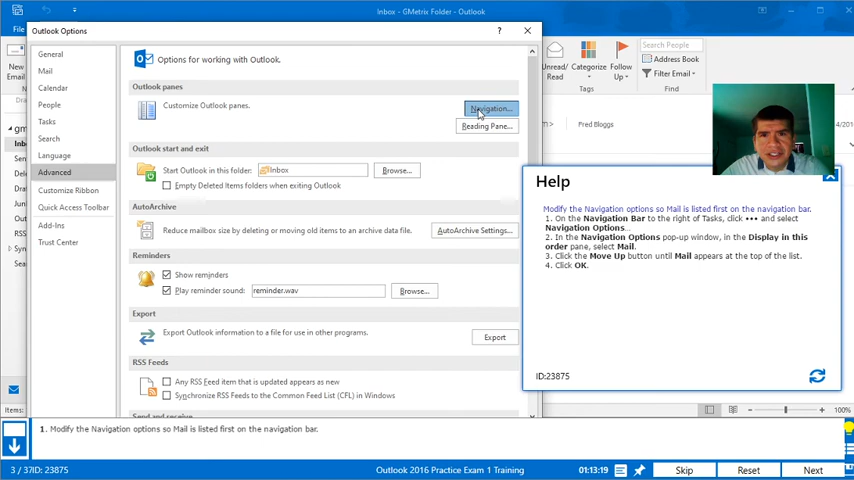 Inbox - GMetrix Folder - Outlook
File
Outlook Options
?
General
Mail
Calendar
People
Tasks
Search
Language
Advanced
Customize Ribbon
Quick Access Toolbar
Add-Ins
Trust Center
Options for working with Outlook.
Outlook panes
Customize Outlook panes.
Navigation...
Reading Pane...
Outlook start and exit
Start Outlook in this folder:
Inbox
Browse...
Empty Deleted Items folders when exiting Outlook
AutoArchive
Reduce mailbox size by deleting or moving old items to an archive data file.
AutoArchive Settings...
Reminders
Show reminders
Play reminder sound:
reminder.wav
Browse...
Export
Export Outlook information to a file for use in other programs.
Export
RSS Feeds
Any RSS Feed item that is updated appears as new
Synchronize RSS Feeds to the Common Feed List (CFL) in Windows
Send and receive
New
Email
Unread/
Read
Categorize
Follow
Up
Tags
Search People
Address Book
Filter Email
Find
Fred Bloggs
Help
Modify the Navigation options so Mail is listed first on the navigation bar.
1. On the Navigation Bar to the right of Tasks, click ••• and select
Navigation Options...
2. In the Navigation Options pop-up window, in the Display in this
order pane, select Mail.
3. Click the Move Up button until Mail appears at the top of the list.
4. Click OK.
ID:23875
Items:
100%
1. Modify the Navigation options so Mail is listed first on the navigation bar.
3 / 37
ID: 23875
Outlook 2016 Practice Exam 1 Training
01:13:19
Skip
Reset
Next